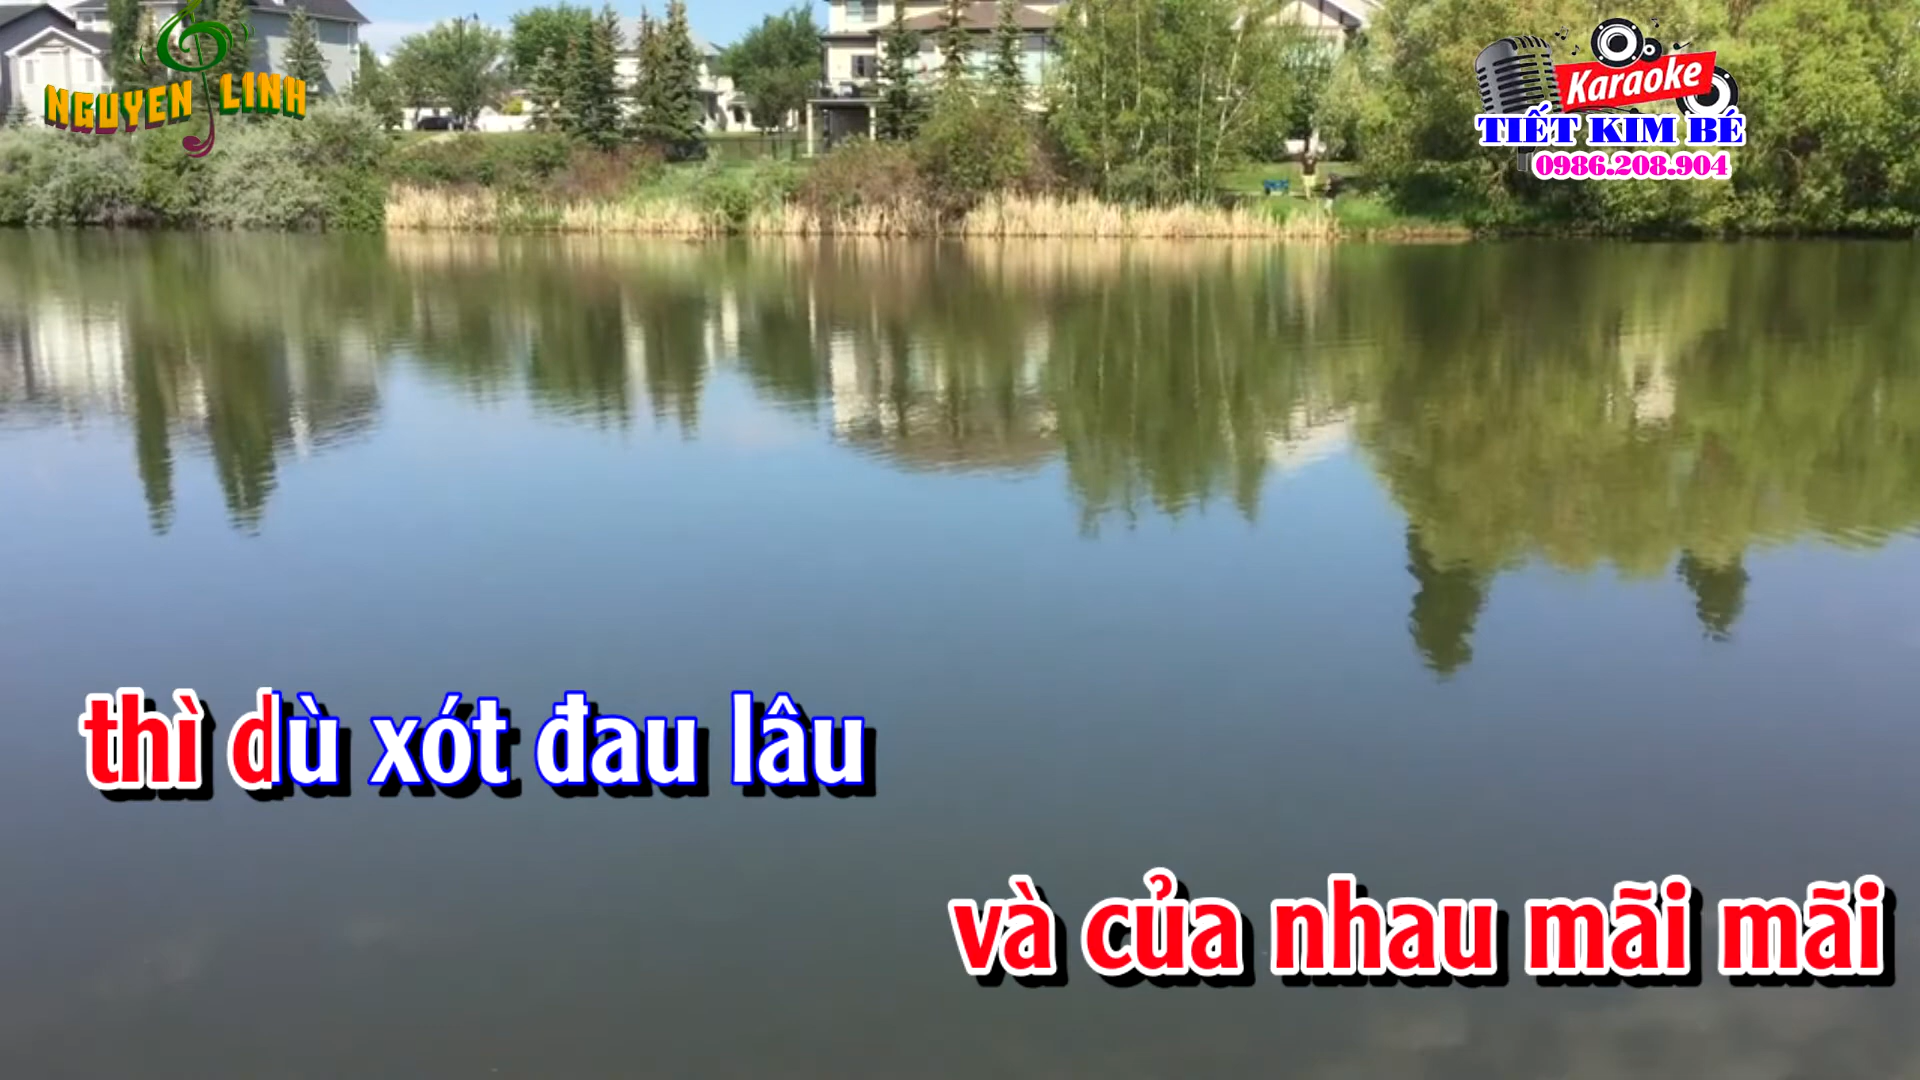 NGUYEN LINH
Karaoke
TIẾT KIM BÉ
0986.208.904
thì dù xót đau lâu
và của nhau mãi mãi